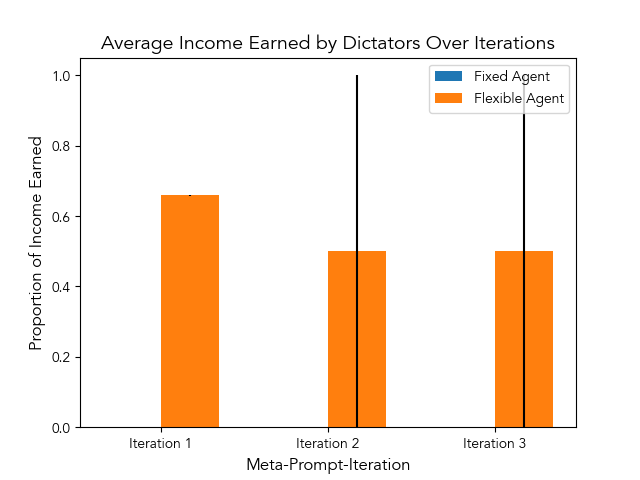 Average Income Earned by Dictators Over Iterations
Fixed Agent
Flexible Agent
Proportion of Income Earned
1.0
0.8
0.6
0.4
0.2
0.0
Iteration 1
Iteration 2
Iteration 3
Meta-Prompt-Iteration